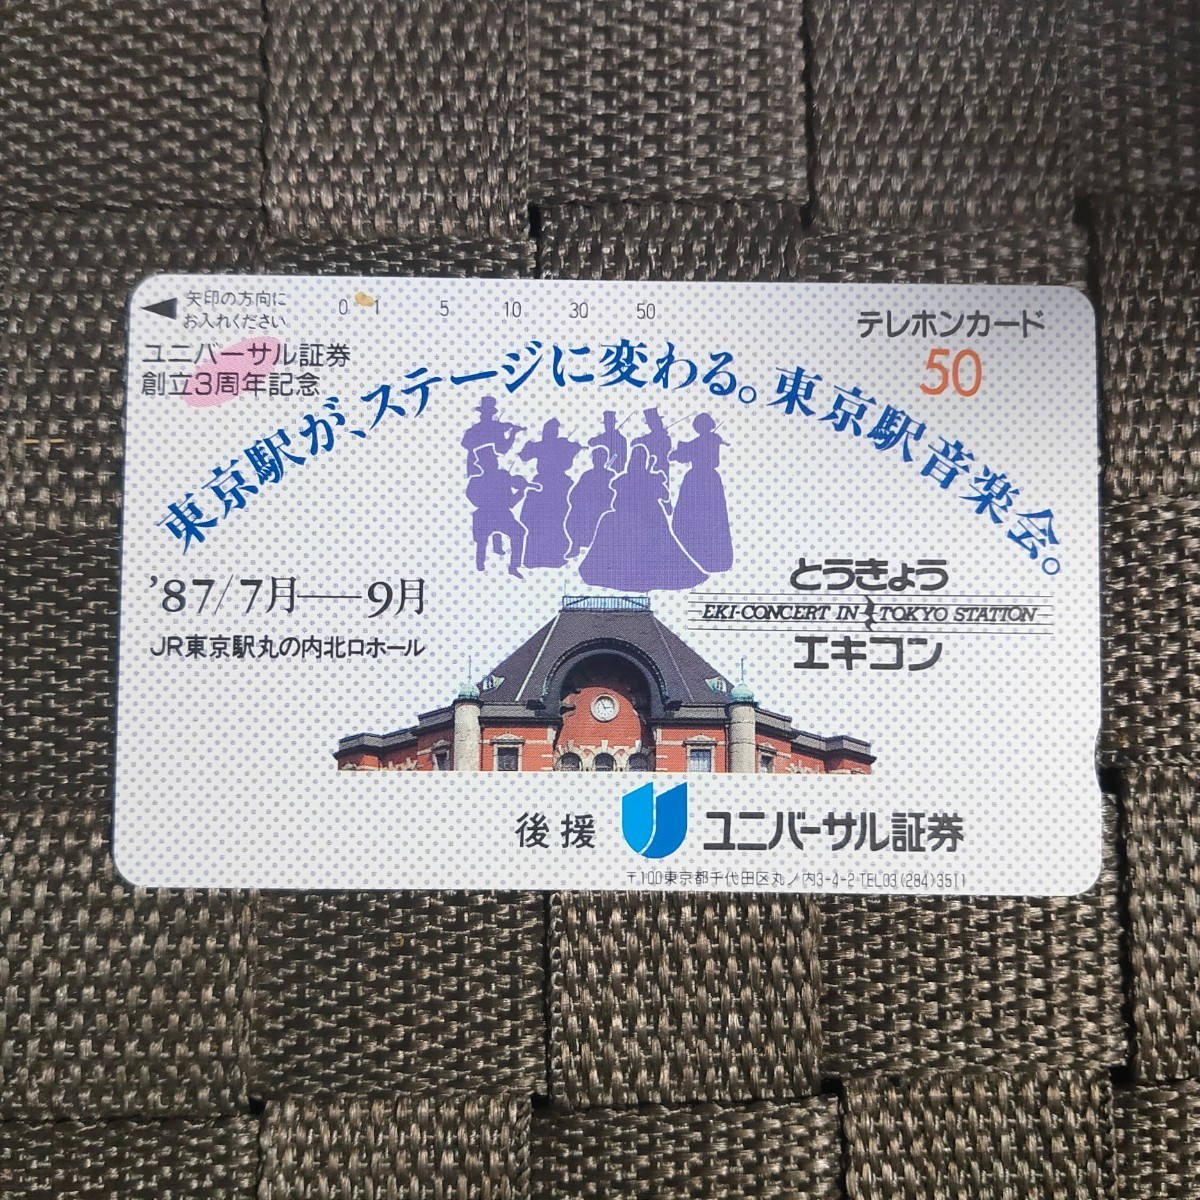 矢印の方向に
お入れください
0 1 5 10 30 50
テレホンカード
50
ユニバーサル証券
創立3周年記念
東京駅が、ステージに変わる。東京駅音楽会。
'87/7月—9月
JR東京駅丸の内北口ホール
とうきょう
EKI-CONCERT IN TOKYO STATION
エキコン
後援 ユニバーサル証券
〒100東京都千代田区丸ノ内3-4-2 TEL03(284)3511